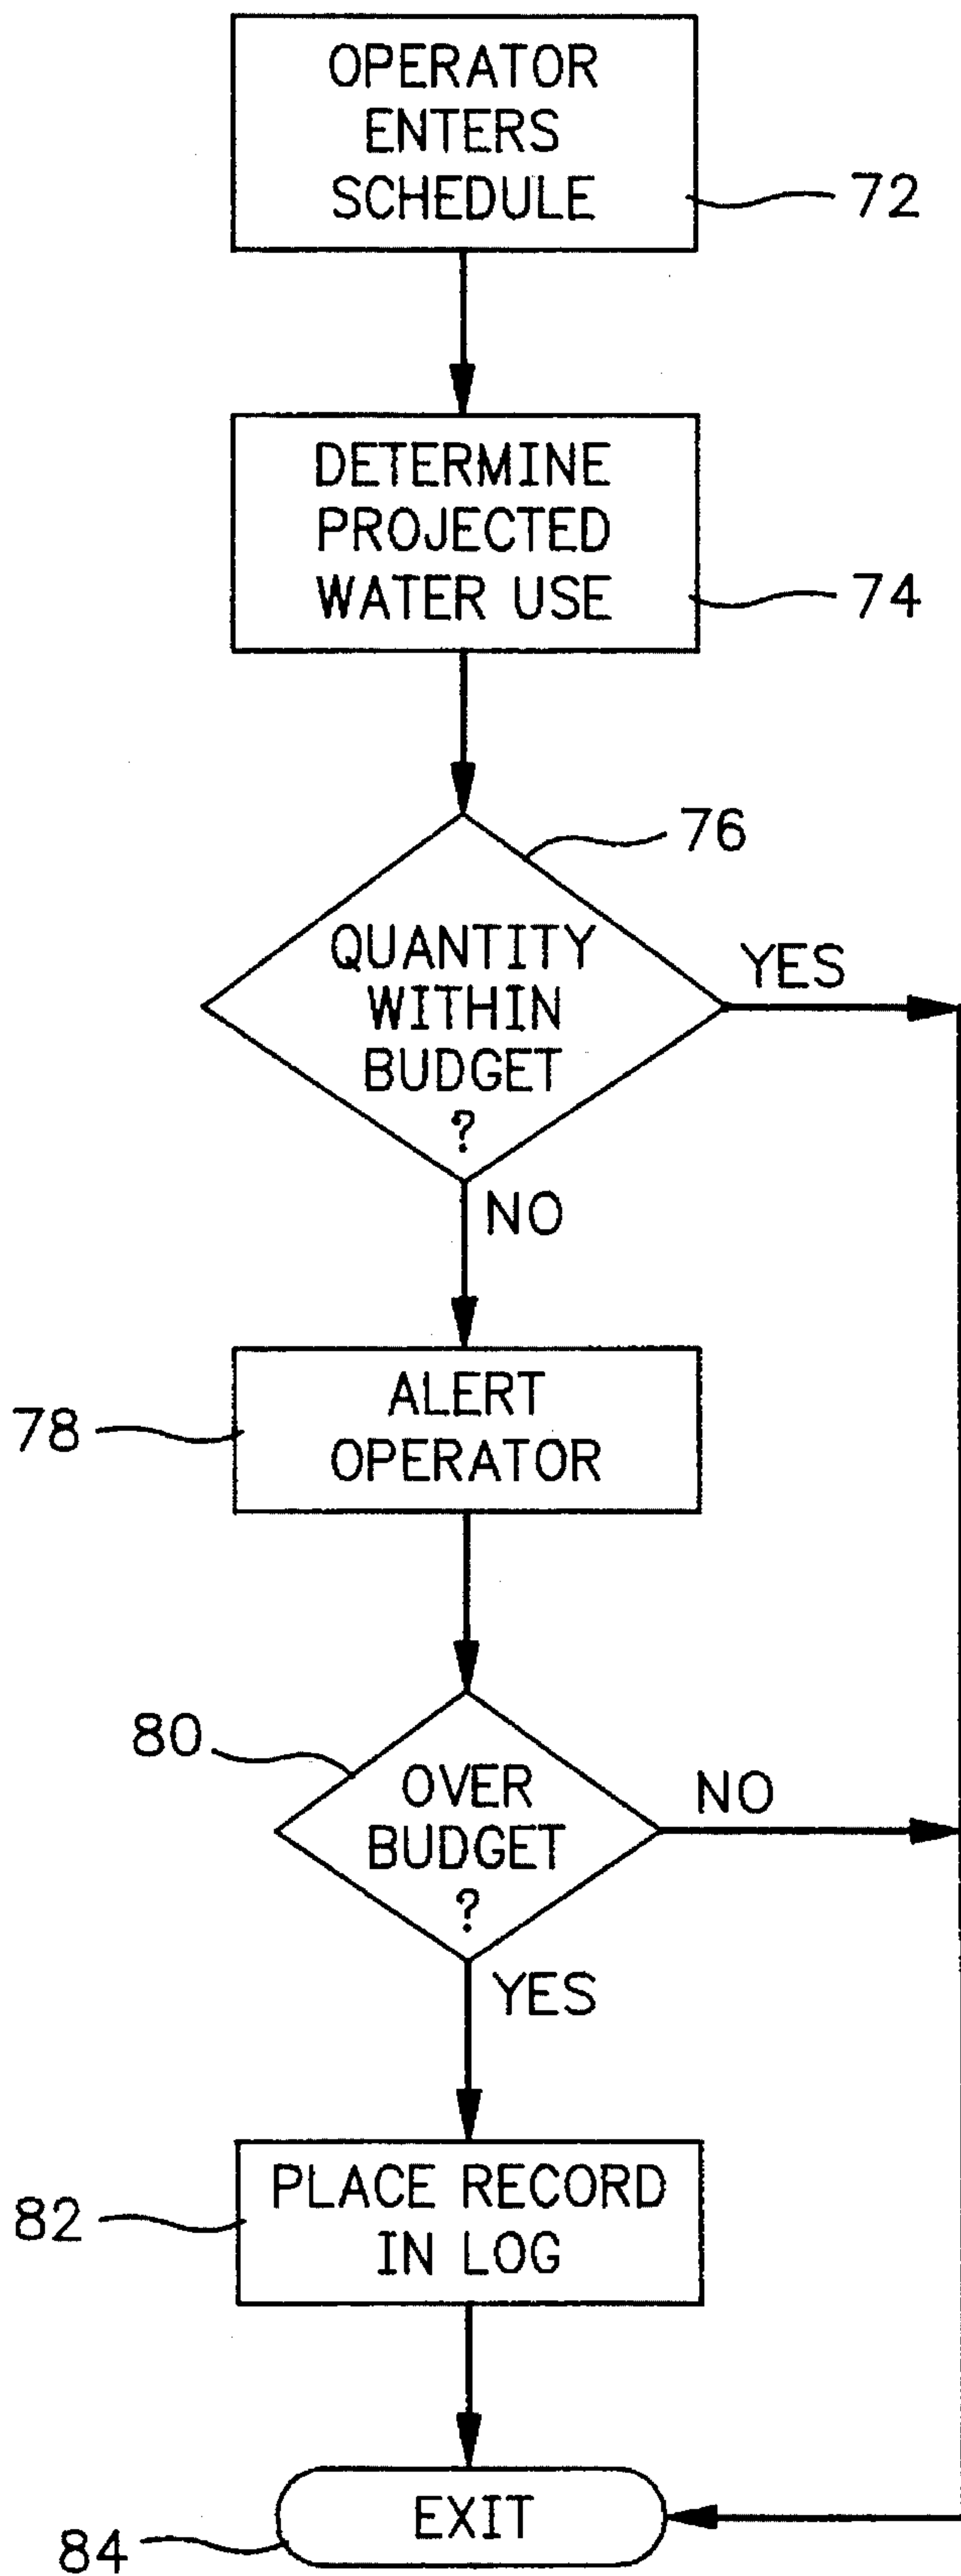 OPERATOR
ENTERS
SCHEDULE
72
DETERMINE
PROJECTED
WATER USE
74
76
QUANTITY
WITHIN
BUDGET
?
YES
NO
ALERT
OPERATOR
78
80
OVER
BUDGET
?
NO
YES
PLACE RECORD
IN LOG
82
EXIT
84